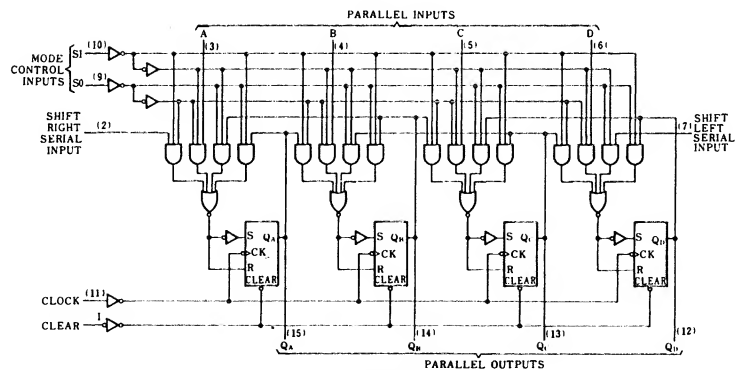 PARALLEL INPUTS
A B C D
(3) (4) (5) (6)
MODE CONTROL INPUTS
S1 (10)
S0 (9)
SHIFT RIGHT SERIAL INPUT
(2)
(7)
SHIFT LEFT SERIAL INPUT
S QA S QB S QC S QD
CK CK CK CK
R R R R
CLEAR CLEAR CLEAR CLEAR
CLOCK (11)
CLEAR 1
(15) (14) (13) (12)
QA QB QC QD
PARALLEL OUTPUTS